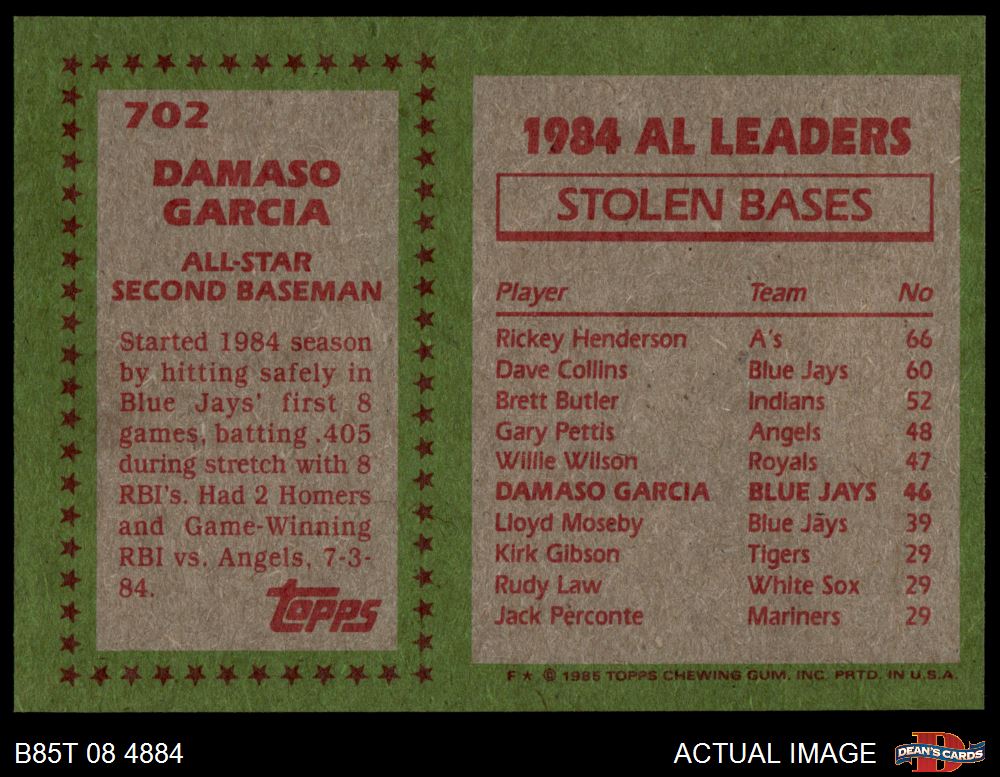 702
DAMASO
GARCIA
ALL-STAR
SECOND BASEMAN
Started 1984 season
by hitting safely in
Blue Jays' first 8
games, batting .405
during stretch with 8
RBI's. Had 2 Homers
and Game-Winning
RBI vs. Angels, 7-3-
84.
TOPPS
1984 AL LEADERS
STOLEN BASES
Player Team No
Rickey Henderson A's 66
Dave Collins Blue Jays 60
Brett Butler Indians 52
Gary Pettis Angels 48
Willie Wilson Royals 47
DAMASO GARCIA BLUE JAYS 46
Lloyd Moseby Blue Jays 39
Kirk Gibson Tigers 29
Rudy Law White Sox 29
Jack Perconte Mariners 29
F ★ © 1985 TOPPS CHEWING GUM, INC. PRTD. IN U.S.A.
B85T 08 4884
ACTUAL IMAGE
DEAN'S CARDS